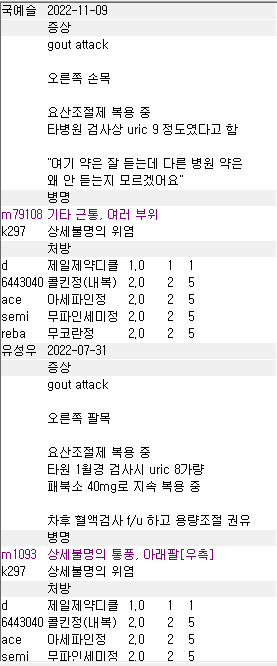 국예슬 2022-11-09
증상
gout attack
오른쪽 손목
요산조절제 복용 중
타병원 검사상 uric 9 정도였다고 함
"여기 약은 잘 듣는데 다른 병원 약은
왜 안 듣는지 모르겠어요"
병명
m79108 기타 근통, 여러 부위
k297 상세불명의 위염
처방
d 제일제약디클 1.0 1 1
6443040 콜킨정(내복) 2.0 2 5
ace 아세파인정 2.0 2 5
semi 무파인세미정 2.0 2 5
reba 무코란정 2.0 2 5
유성우 2022-07-31
증상
gout attack
오른쪽 팔목
요산조절제 복용 중
타원 1월경 검사시 uric 8가량
패북소 40mg로 지속 복용 중
차후 혈액검사 f/u 하고 용량조절 권유
병명
m1093 상세불명의 통풍, 아래팔[우측]
k297 상세불명의 위염
처방
d 제일제약디클 1.0 1 1
6443040 콜킨정(내복) 2.0 2 5
ace 아세파인정 2.0 2 5
semi 무파인세미정 2.0 2 5